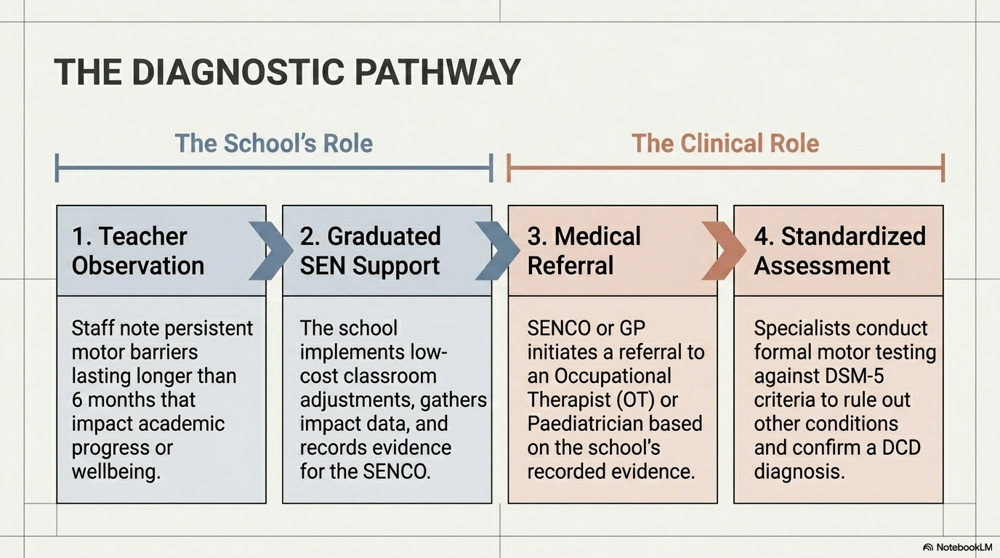 THE DIAGNOSTIC PATHWAY
The School's Role
The Clinical Role
1. Teacher
Observation
Staff note persistent
motor barriers
lasting longer than
6 months that
impact academic
progress or
wellbeing.
2. Graduated
SEN Support
The school
implements low-
cost classroom
adjustments, gathers
impact data, and
records evidence
for the SENCO.
3. Medical
Referral
SENCO or GP
initiates a referral to
an Occupational
Therapist (OT) or
Paediatrician based
on the school's
recorded evidence.
4. Standardized
Assessment
Specialists conduct
formal motor testing
against DSM-5
criteria to rule out
other conditions
and confirm a DCD
diagnosis.
NotebookLM